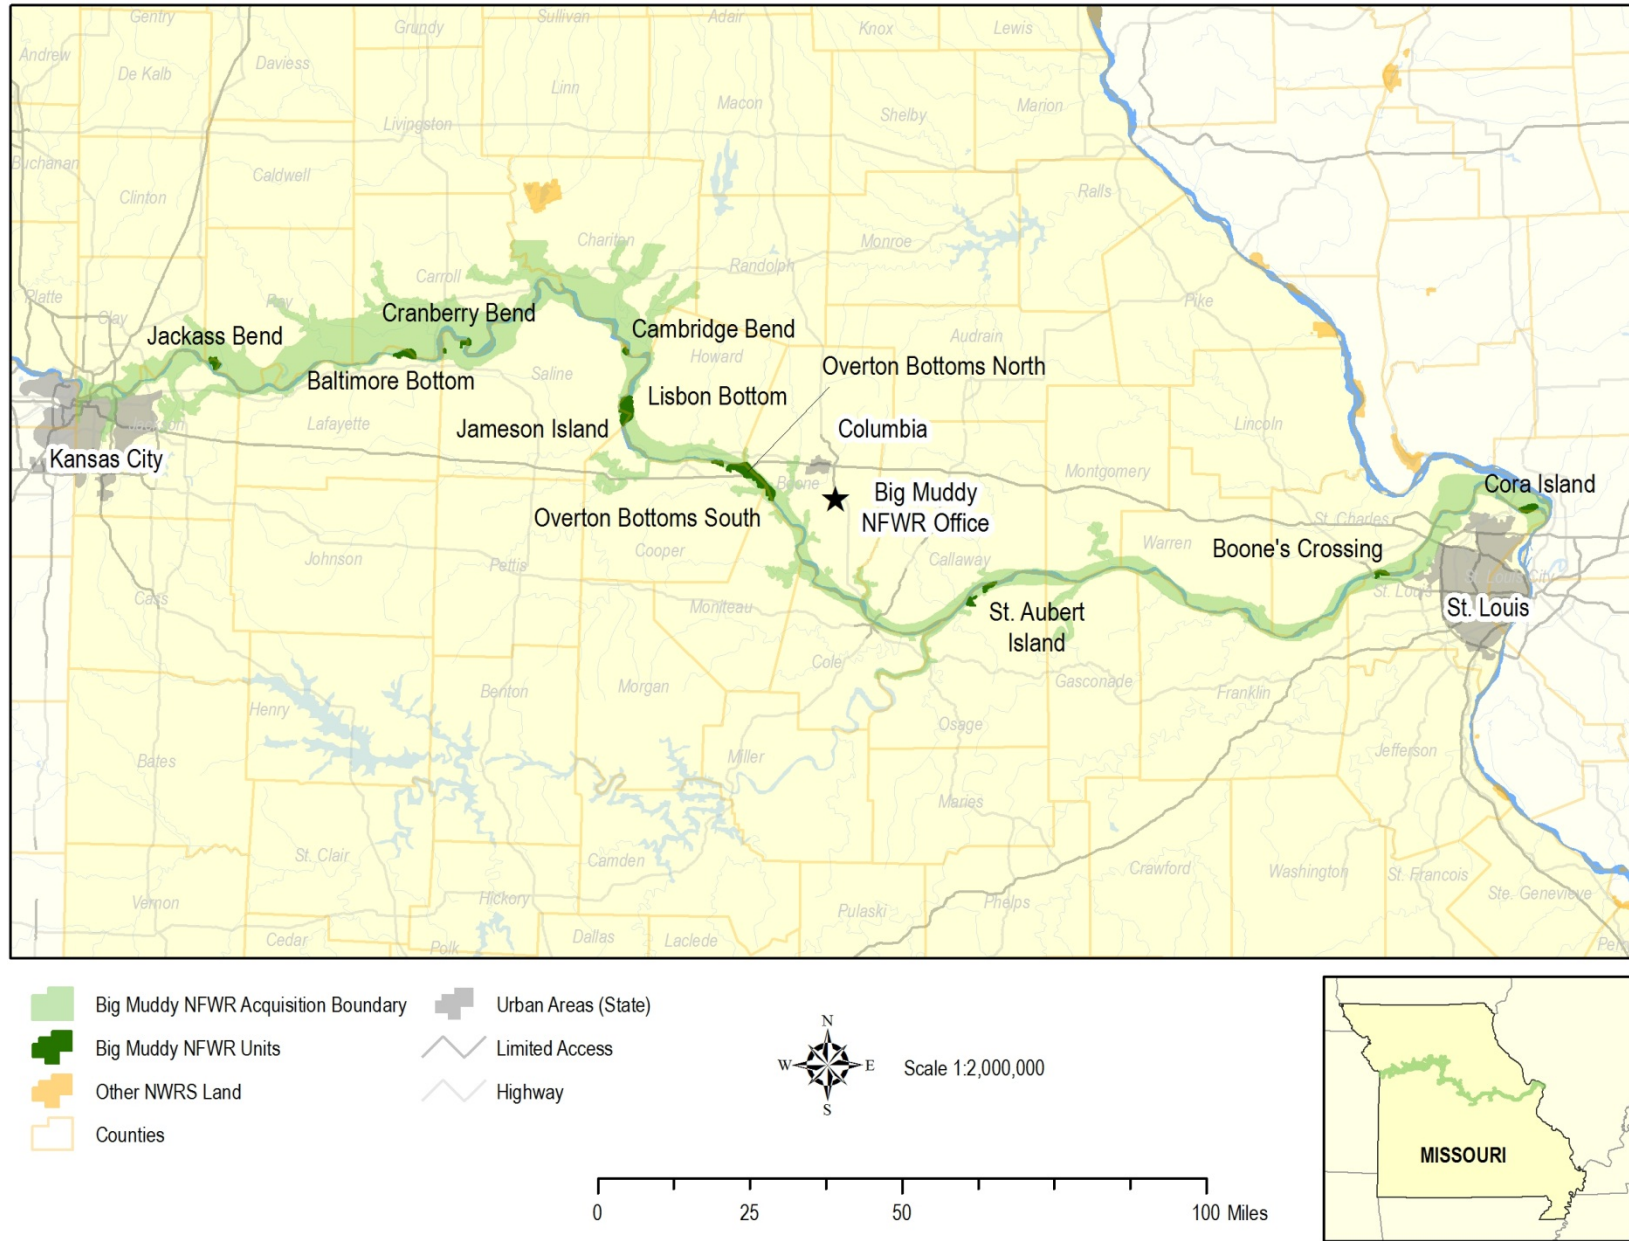 Gentry
Sullivan
Adair
Grundy
Knox
Lewis
Andrew
De Kalb
Daviess
Linn
Macon
Shelby
Marion
Livingston
Buchanan
Clinton
Caldwell
Ralls
Chariton
Monroe
Randolph
Carroll
Platte
Ray
Pike
Clay
Cranberry Bend
Jackass Bend
Cambridge Bend
Audrain
Howard
Overton Bottoms North
Baltimore Bottom
Saline
Lisbon Bottom
Lafayette
Jackson
Jameson Island
Columbia
Lincoln
Kansas City
Montgomery
Boone
Cora Island
Big Muddy
NFWR Office
Overton Bottoms South
St. Charles
Warren
Boone's Crossing
Johnson
Pettis
Cooper
Callaway
St. Louis City
St. Louis
Cass
Moniteau
St. Aubert
Island
St. Louis
Cole
Benton
Morgan
Gasconade
Franklin
Henry
Osage
Bates
Miller
Jefferson
Maries
St. Clair
Camden
Crawford
Washington
St. Francois
Ste. Genevieve
Vernon
Hickory
Phelps
Pulaski
Cedar
Polk
Dallas
Laclede
Big Muddy NFWR Acquisition Boundary
Big Muddy NFWR Units
Other NWRS Land
Counties
Urban Areas (State)
Limited Access
Highway
N
W
E
S
Scale 1:2,000,000
0
25
50
100 Miles
MISSOURI